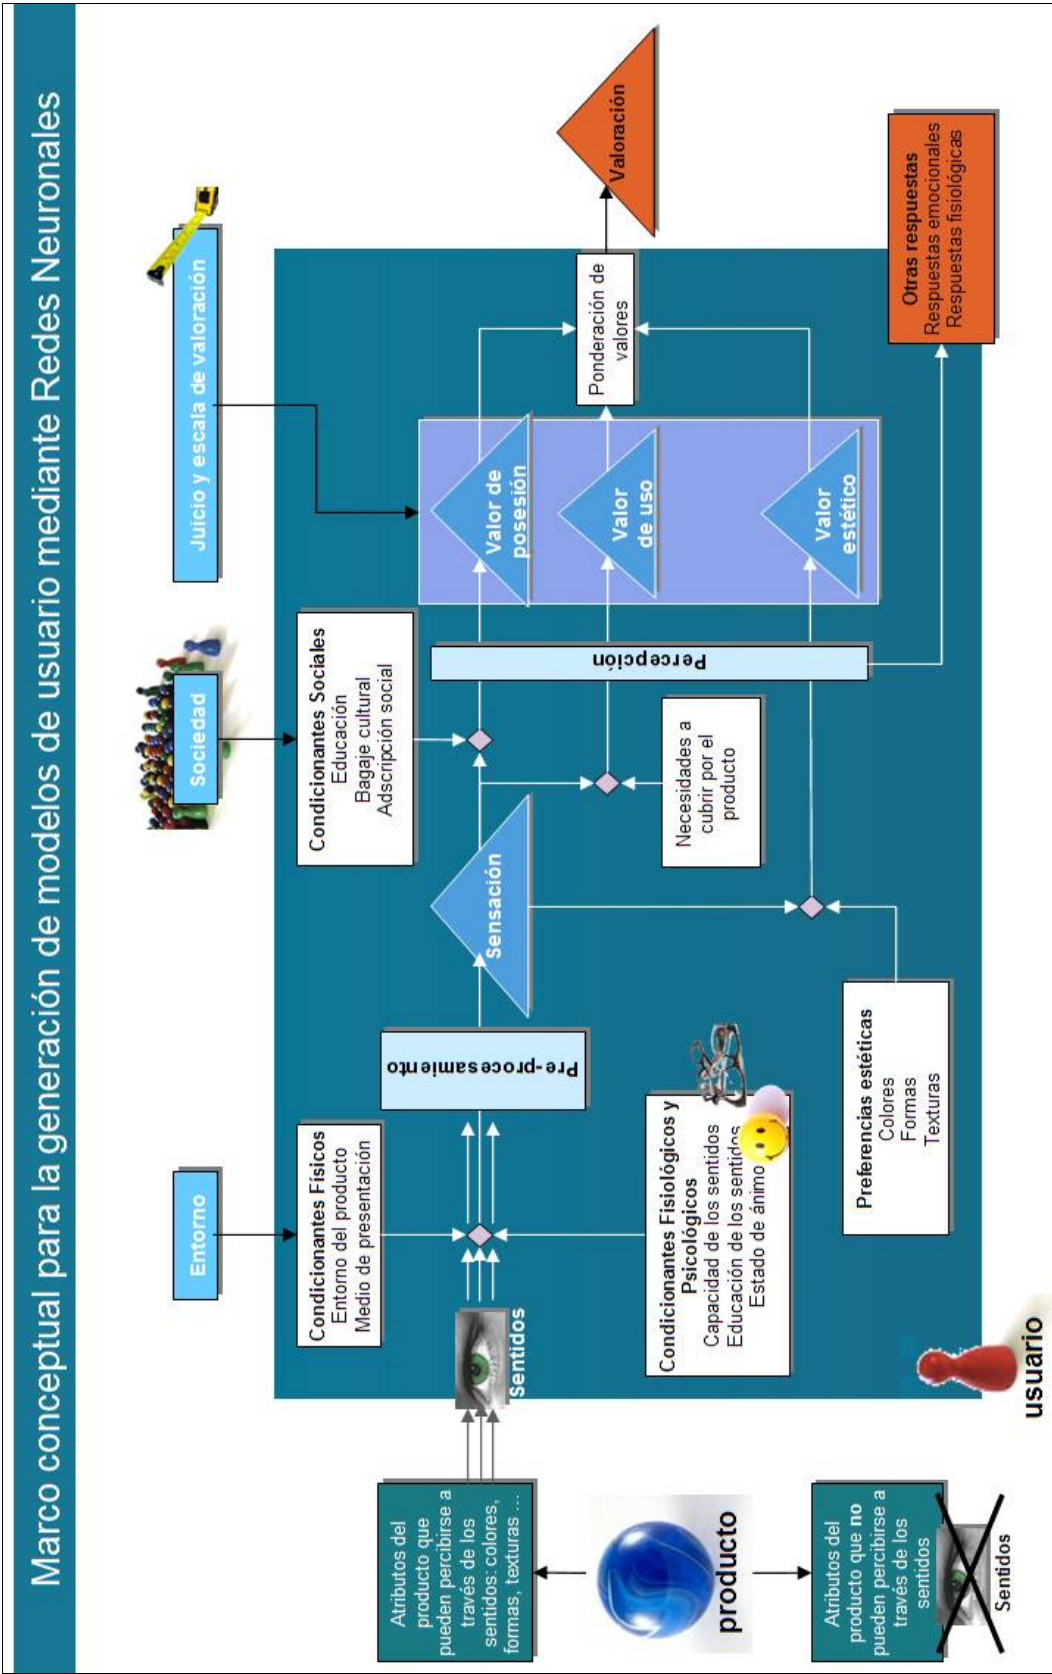 Marco conceptual para la generación de modelos de usuario mediante Redes Neuronales
Entorno
Sociedad
Juicio y escala de valoración
Condicionantes Físicos
Entorno del producto
Medio de presentación
Condicionantes Sociales
Educación
Bagaje cultural
Adscripción social
Atributos del
producto que
pueden percibirse a
través de los
sentidos: colores,
formas, texturas ...
Sentidos
Pre-procesamiento
Sensación
Percepción
Valor de
posesión
Valor
de uso
Valor
estético
Ponderación de
valores
Valoración
producto
Condicionantes Fisiológicos y
Psicológicos
Capacidad de los sentidos
Educación de los sentidos
Estado de ánimo
Necesidades a
cubrir por el
producto
Atributos del
producto que no
pueden percibirse a
través de los
sentidos
Sentidos
Preferencias estéticas
Colores
Formas
Texturas
Otras respuestas
Respuestas emocionales
Respuestas fisiológicas
usuario